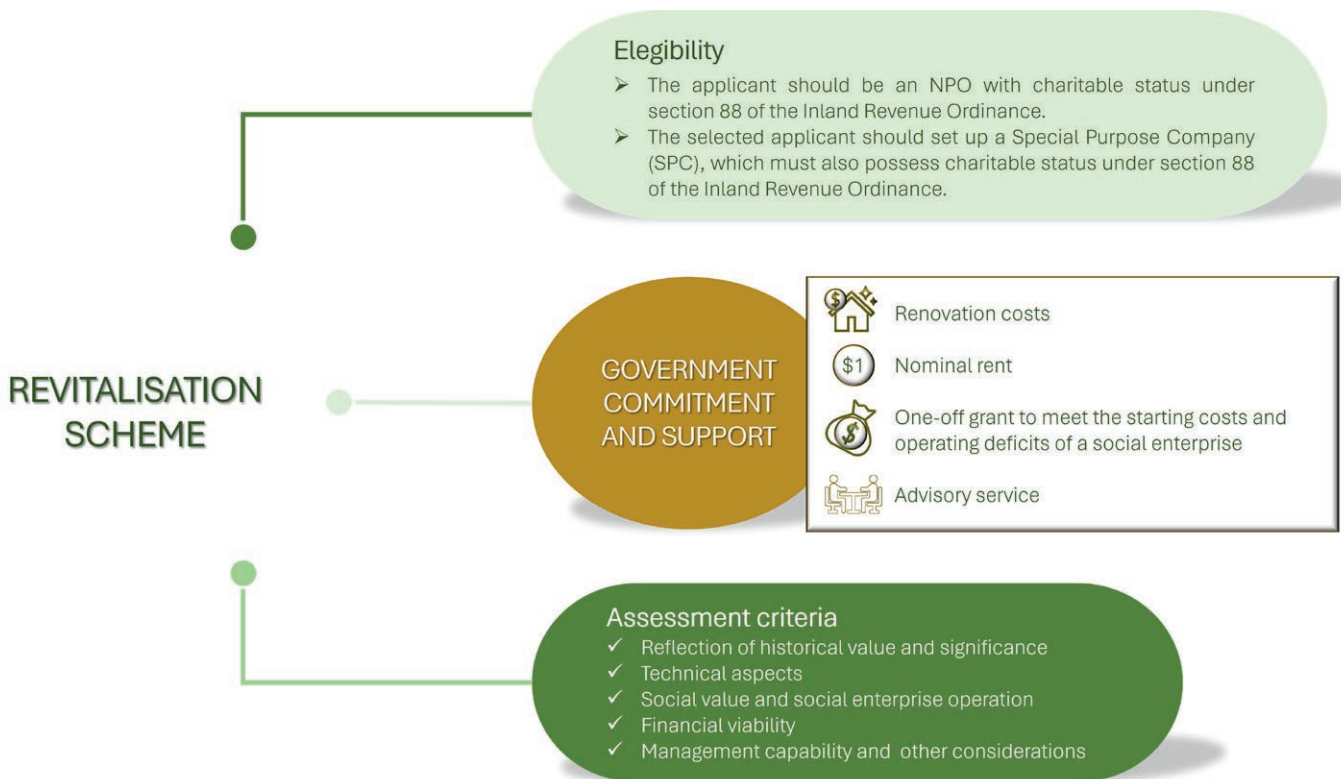 Elegibility
➢ The applicant should be an NPO with charitable status under
section 88 of the Inland Revenue Ordinance.
➢ The selected applicant should set up a Special Purpose Company
(SPC), which must also possess charitable status under section 88
of the Inland Revenue Ordinance.
REVITALISATION
SCHEME
GOVERNMENT
COMMITMENT
AND SUPPORT
$
Renovation costs
$1
Nominal rent
$
One-off grant to meet the starting costs and
operating deficits of a social enterprise
Advisory service
Assessment criteria
✓ Reflection of historical value and significance
✓ Technical aspects
✓ Social value and social enterprise operation
✓ Financial viability
✓ Management capability and other considerations